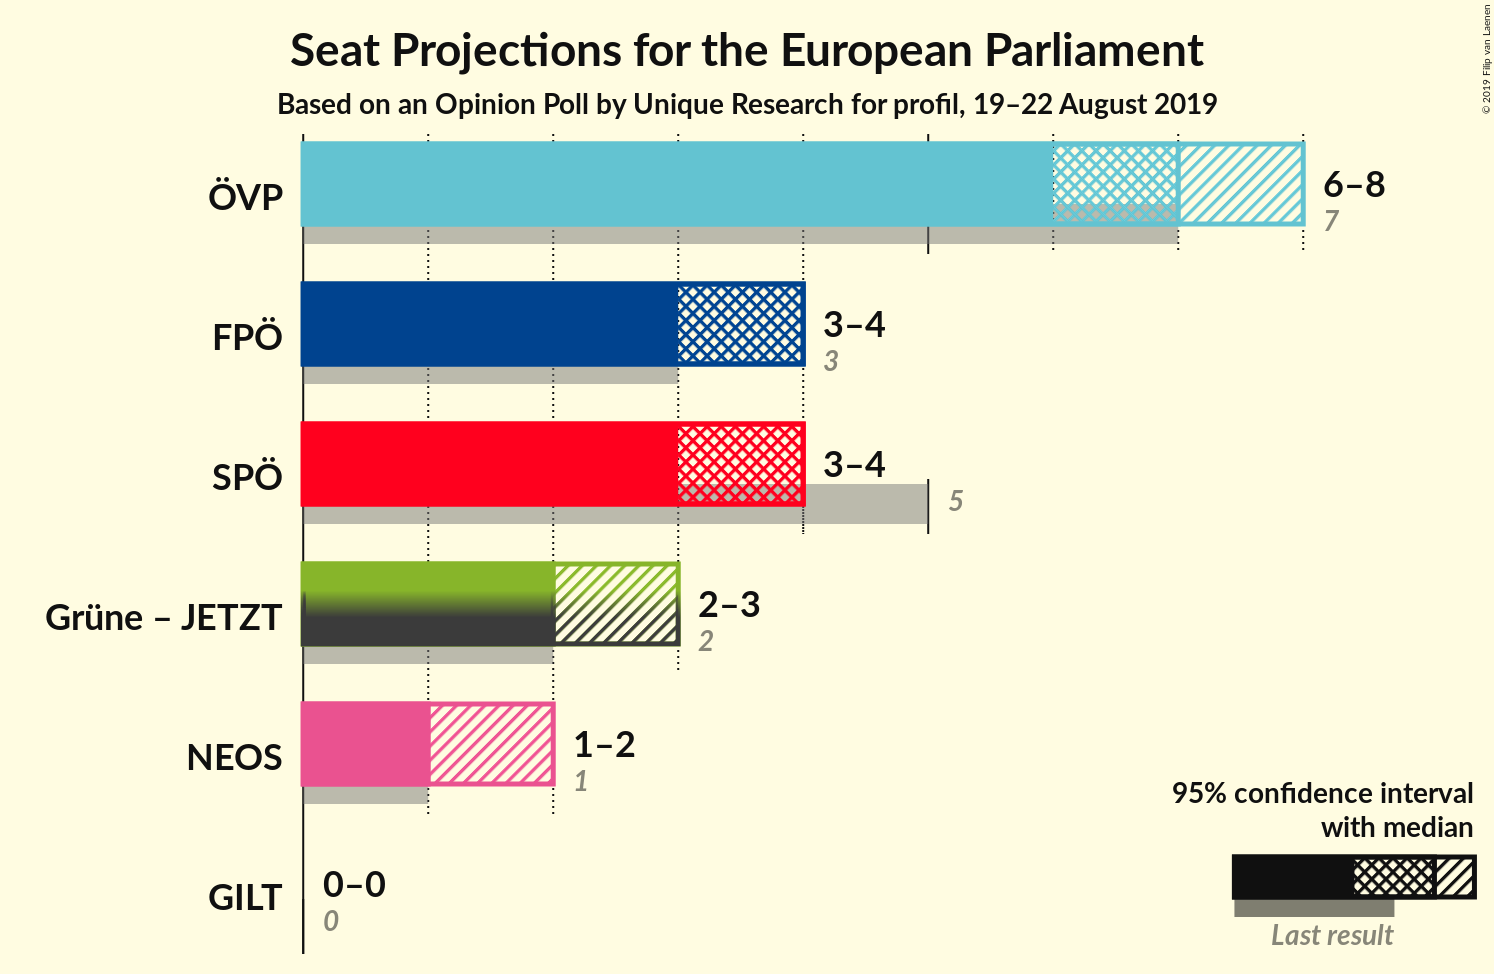 Seat Projections for the European Parliament
Based on an Opinion Poll by Unique Research for profil, 19–22 August 2019
© 2019 Filip van Laenen
ÖVP
6–8
7
FPÖ
3–4
3
SPÖ
3–4
5
Grüne – JETZT
2–3
2
NEOS
1–2
1
GILT
0–0
0
95% confidence interval
with median
Last result